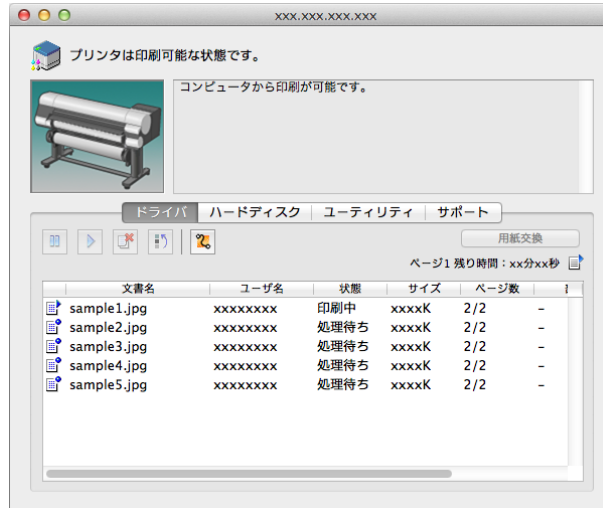 xxx.xxx.xxx.xxx
プリンタは印刷可能な状態です。
コンピュータから印刷が可能です。
ドライバ ハードディスク ユーティリティ サポート
用紙交換
ページ1 残り時間：xx分xx秒
文書名 ユーザ名 状態 サイズ ページ数
sample1.jpg xxxxxxxx 印刷中 xxxxK 2/2 –
sample2.jpg xxxxxxxx 処理待ち xxxxK 2/2 –
sample3.jpg xxxxxxxx 処理待ち xxxxK 2/2 –
sample4.jpg xxxxxxxx 処理待ち xxxxK 2/2 –
sample5.jpg xxxxxxxx 処理待ち xxxxK 2/2 –